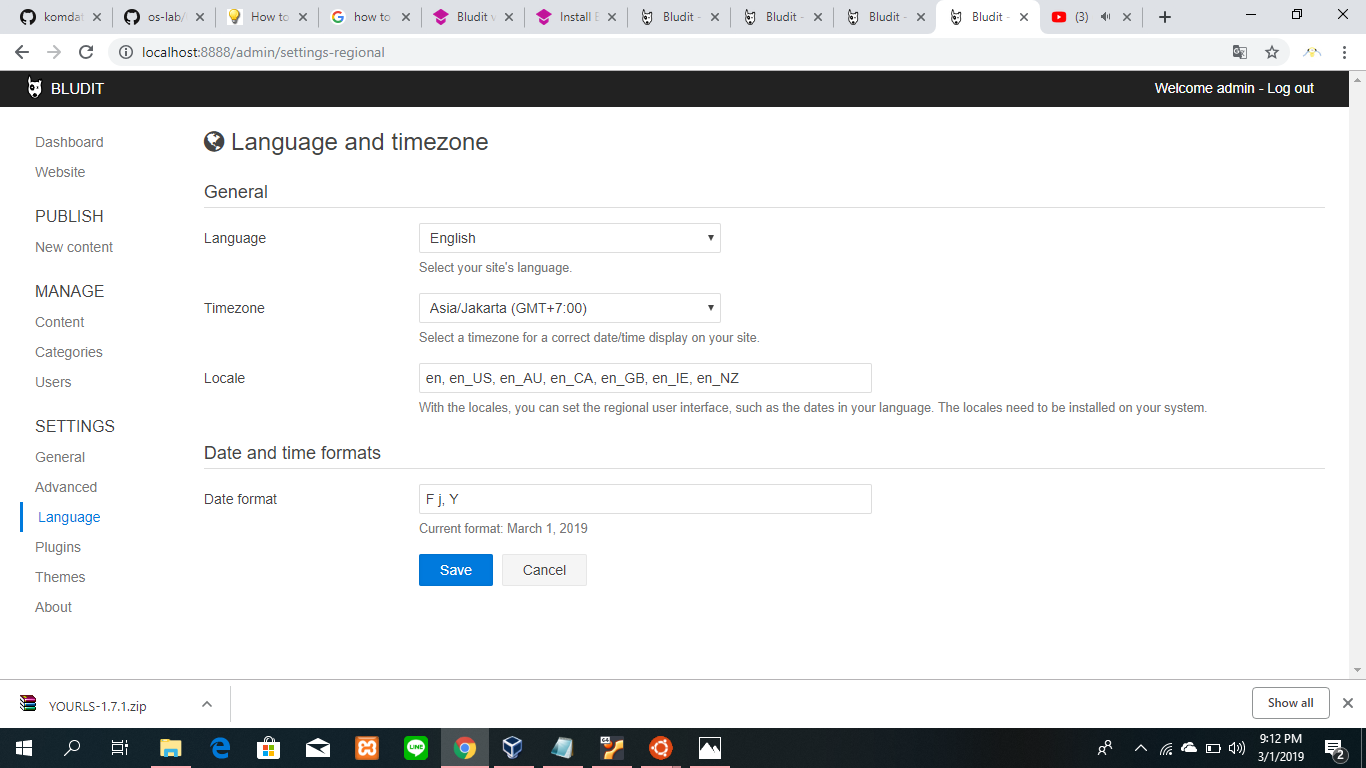 komdat
os-lab/
How to
how to
Bludit v
Install B
Bludit -
Bludit -
Bludit -
Bludit -
(3)
localhost:8888/admin/settings-regional
BLUDIT
Welcome admin - Log out
Dashboard
Website
PUBLISH
New content
MANAGE
Content
Categories
Users
SETTINGS
General
Advanced
Language
Plugins
Themes
About
Language and timezone
General
Language
English
Select your site's language.
Timezone
Asia/Jakarta (GMT+7:00)
Select a timezone for a correct date/time display on your site.
Locale
en, en_US, en_AU, en_CA, en_GB, en_IE, en_NZ
With the locales, you can set the regional user interface, such as the dates in your language. The locales need to be installed on your system.
Date and time formats
Date format
F j, Y
Current format: March 1, 2019
Save
Cancel
YOURLS-1.7.1.zip
Show all
LINE
64
9:12 PM
3/1/2019
2